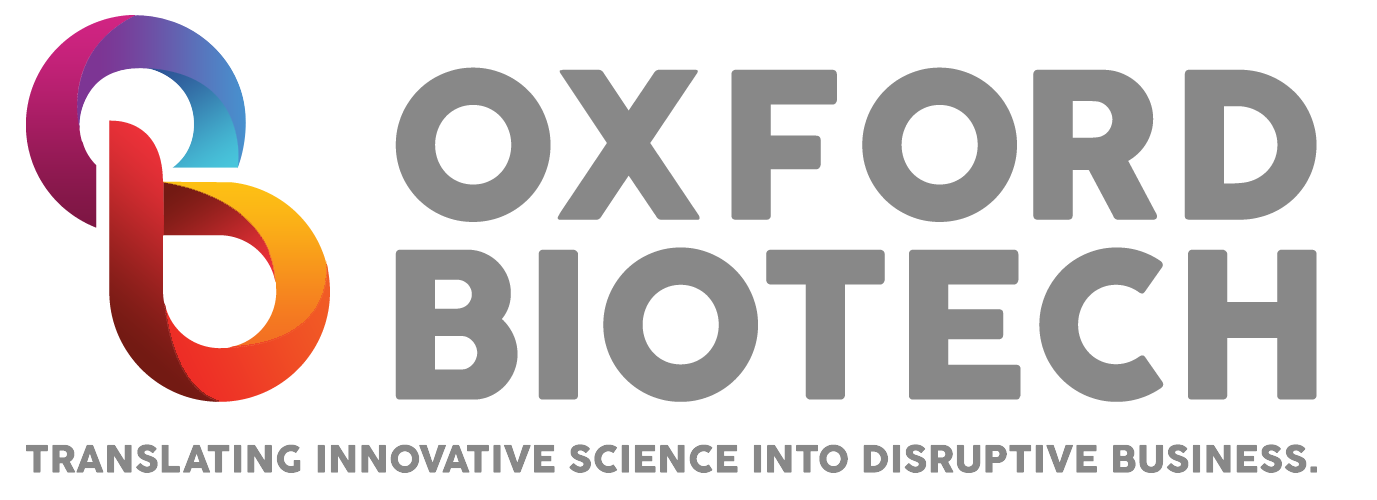 OXFORD
BIOTECH
TRANSLATING INNOVATIVE SCIENCE INTO DISRUPTIVE BUSINESS.